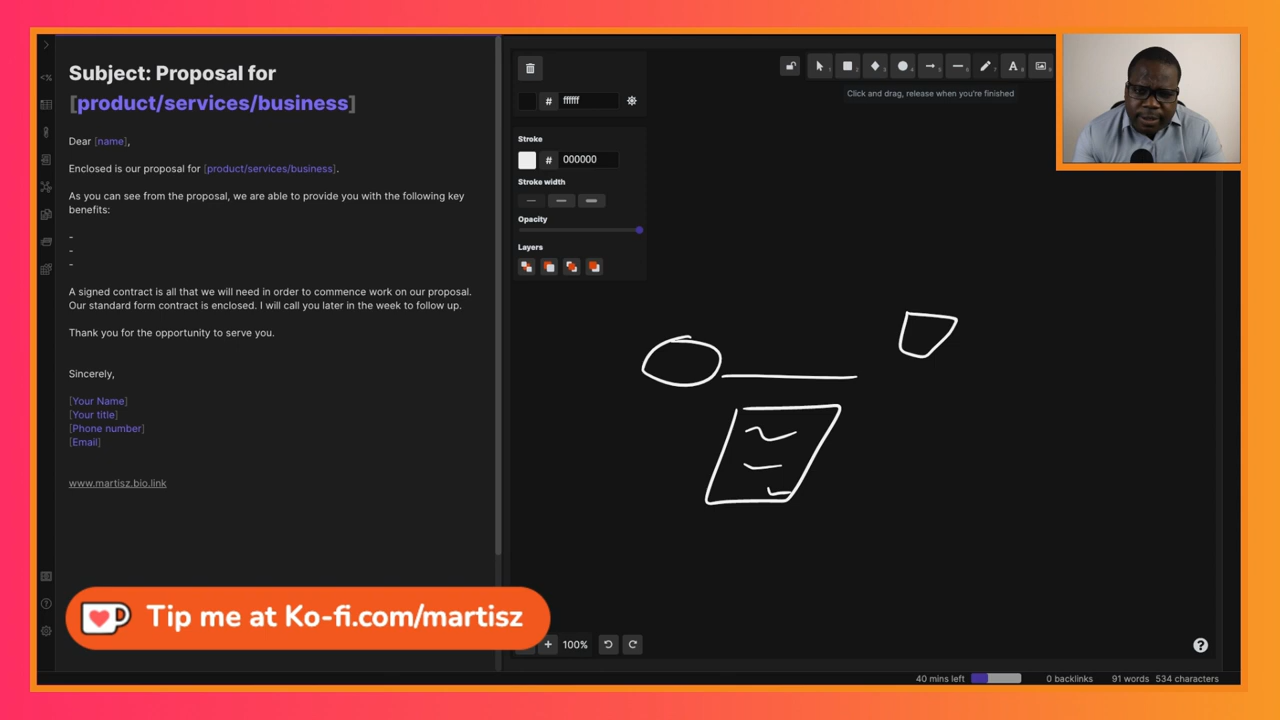 Subject: Proposal for
[product/services/business]
Dear [name],
Enclosed is our proposal for [product/services/business].
As you can see from the proposal, we are able to provide you with the following key
benefits:
-
-
-
A signed contract is all that we will need in order to commence work on our proposal.
Our standard form contract is enclosed. I will call you later in the week to follow up.
Thank you for the opportunity to serve you.
Sincerely,
[Your Name]
[Your title]
[Phone number]
[Email]
www.martisz.bio.link
Tip me at Ko-fi.com/martisz
# ffffff
Stroke
# 000000
Stroke width
Opacity
Layers
A
Click and drag, release when you're finished
+ 100%
?
40 mins left
0 backlinks
91 words
534 characters